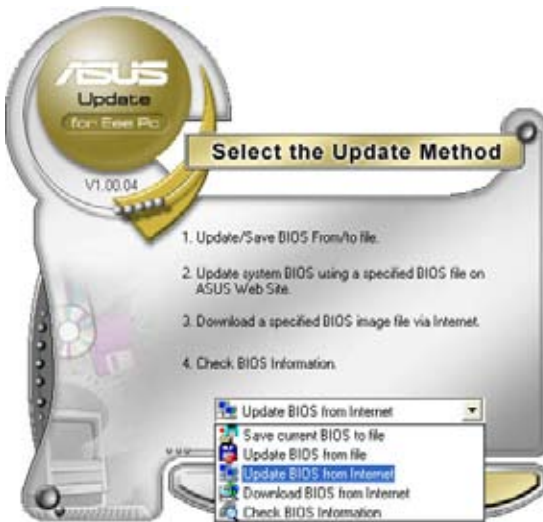 ASUS
Update
for Eee Pc
Select the Update Method
V1.00.04
1. Update/Save BIOS From/to file.
2. Update system BIOS using a specified BIOS file on
ASUS Web Site.
3. Download a specified BIOS image file via Internet.
4. Check BIOS Information.
Update BIOS from Internet
Save current BIOS to file
Update BIOS from file
Update BIOS from Internet
Download BIOS from Internet
Check BIOS Information